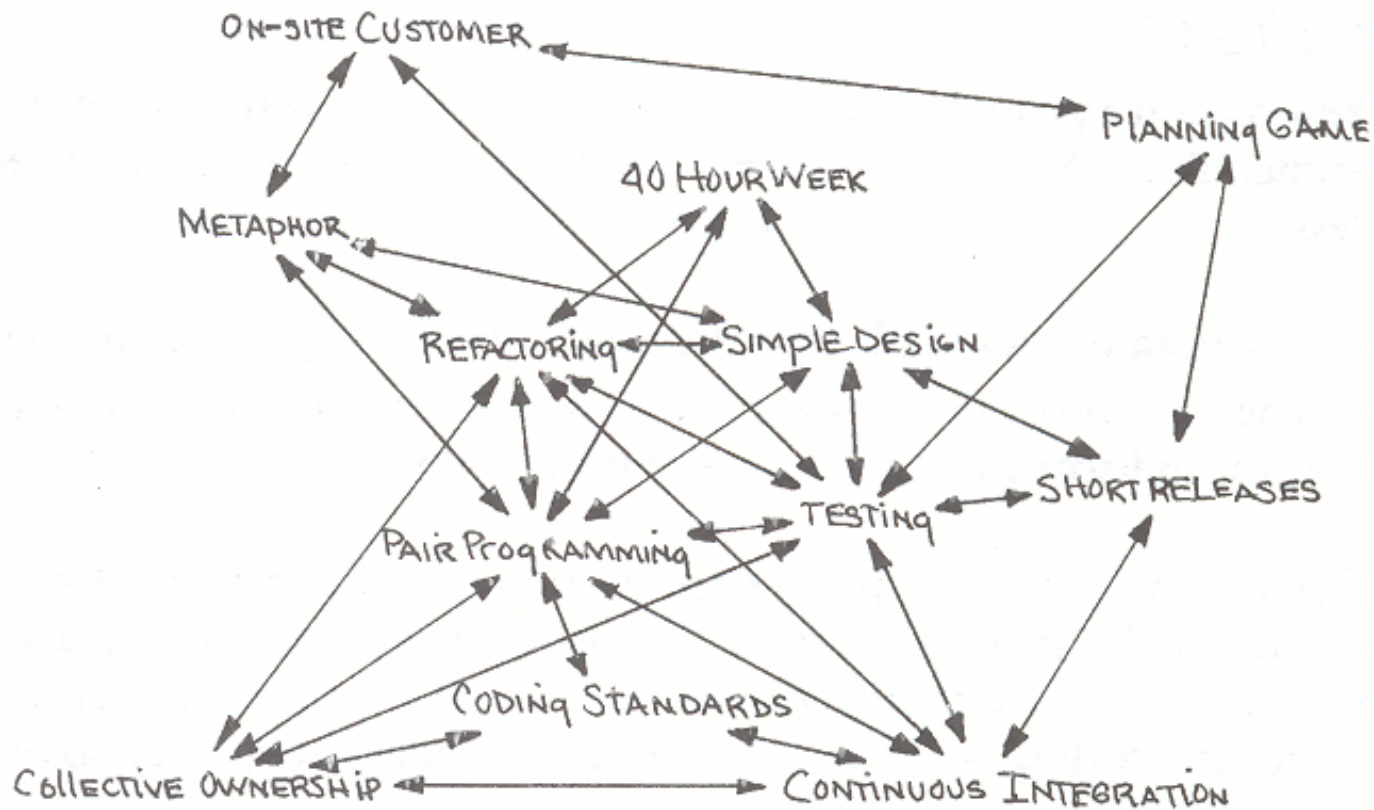 ON-SITE CUSTOMER
PLANNING GAME
40 HOUR WEEK
METAPHOR
REFACTORING
SIMPLE DESIGN
SHORT RELEASES
TESTING
PAIR PROGRAMMING
CODING STANDARDS
COLLECTIVE OWNERSHIP
CONTINUOUS INTEGRATION